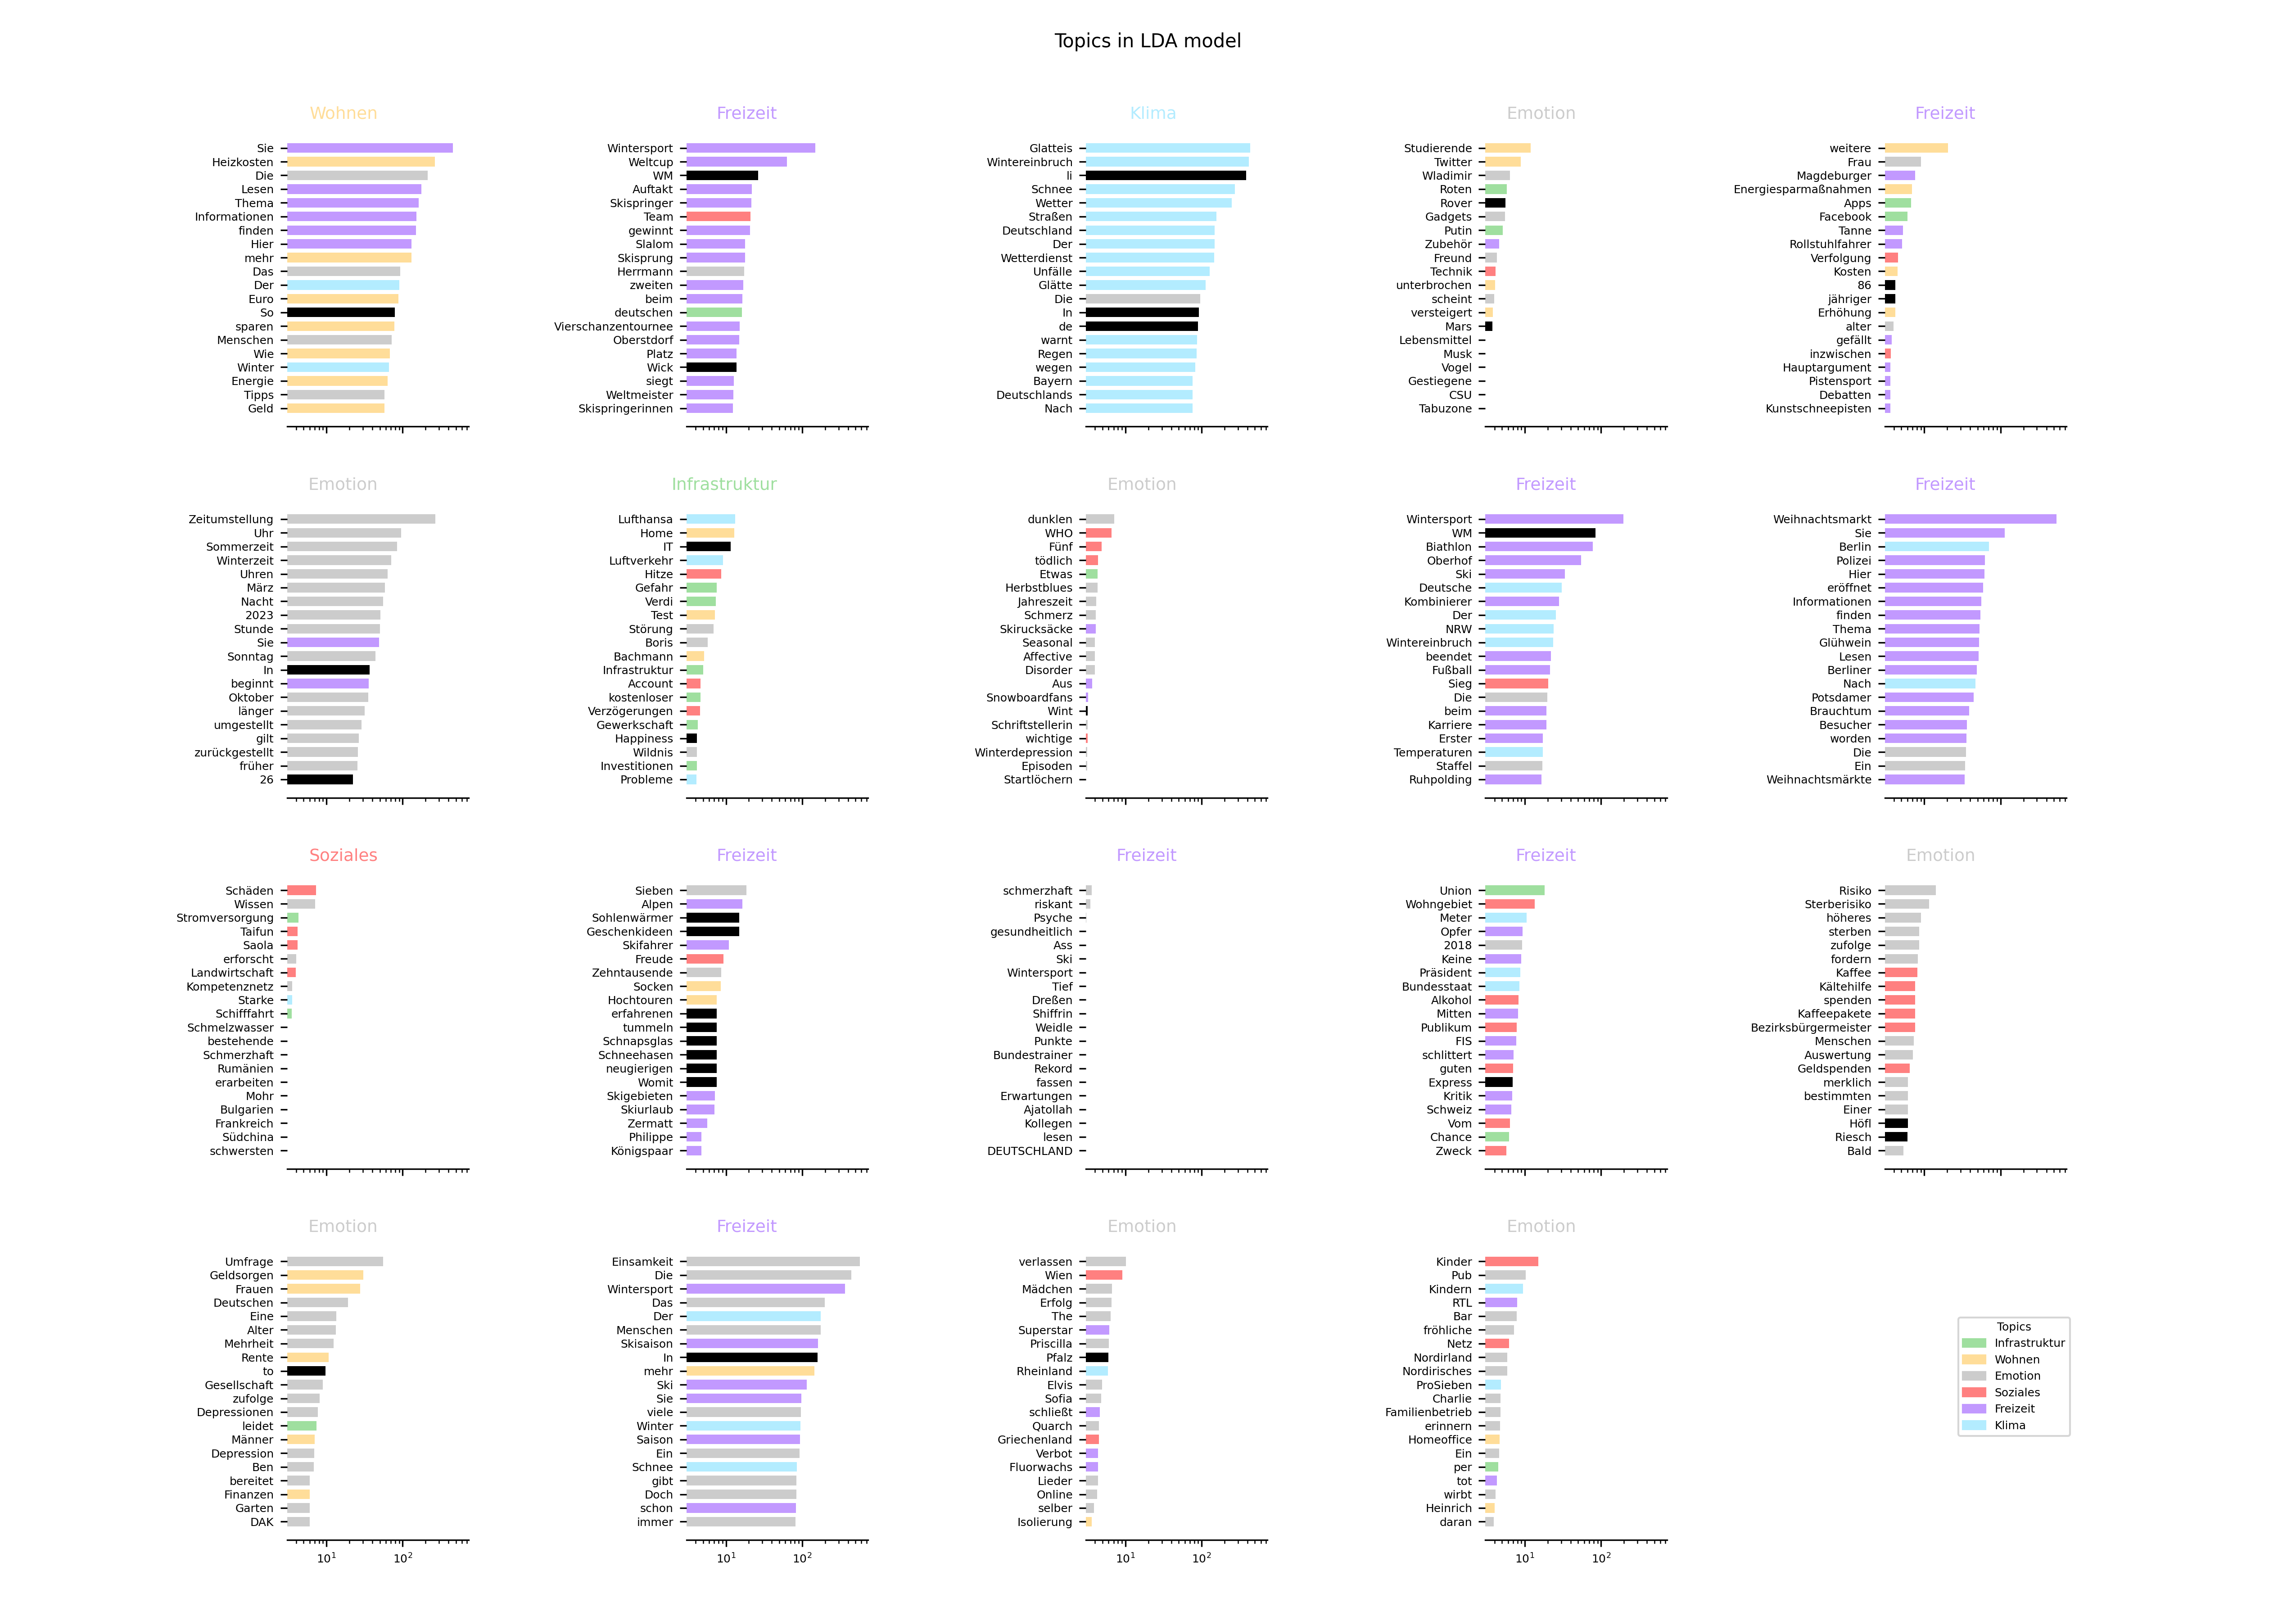 Topics in LDA model
Wohnen
Sie
Heizkosten
Die
Lesen
Thema
Informationen
finden
Hier
mehr
Das
Der
Euro
So
sparen
Menschen
Wie
Winter
Energie
Tipps
Geld
Freizeit
Wintersport
Weltcup
WM
Auftakt
Skispringer
Team
gewinnt
Slalom
Skisprung
Herrmann
zweiten
beim
deutschen
Vierschanzentournee
Oberstdorf
Platz
Wick
siegt
Weltmeister
Skispringerinnen
Klima
Glatteis
Wintereinbruch
li
Schnee
Wetter
Straßen
Deutschland
Der
Wetterdienst
Unfälle
Glätte
Die
In
de
warnt
Regen
wegen
Bayern
Deutschlands
Nach
Emotion
Studierende
Twitter
Wladimir
Roten
Rover
Gadgets
Putin
Zubehör
Freund
Technik
unterbrochen
scheint
versteigert
Mars
Lebensmittel
Musk
Vogel
Gestiegene
CSU
Tabuzone
Freizeit
weitere
Frau
Magdeburger
Energiesparmaßnahmen
Apps
Facebook
Tanne
Rollstuhlfahrer
Verfolgung
Kosten
86
jähriger
Erhöhung
alter
gefällt
inzwischen
Hauptargument
Pistensport
Debatten
Kunstschneepisten
Emotion
Zeitumstellung
Uhr
Sommerzeit
Winterzeit
Uhren
März
Nacht
2023
Stunde
Sie
Sonntag
In
beginnt
Oktober
länger
umgestellt
gilt
zurückgestellt
früher
26
Infrastruktur
Lufthansa
Home
IT
Luftverkehr
Hitze
Gefahr
Verdi
Test
Störung
Boris
Bachmann
Infrastruktur
Account
kostenloser
Verzögerungen
Gewerkschaft
Happiness
Wildnis
Investitionen
Probleme
Emotion
dunklen
WHO
Fünf
tödlich
Etwas
Herbstblues
Jahreszeit
Schmerz
Skirucksäcke
Seasonal
Affective
Disorder
Aus
Snowboardfans
Wint
Schriftstellerin
wichtige
Winterdepression
Episoden
Startlöchern
Freizeit
Wintersport
WM
Biathlon
Oberhof
Ski
Deutsche
Kombinierer
Der
NRW
Wintereinbruch
beendet
Fußball
Sieg
Die
beim
Karriere
Erster
Temperaturen
Staffel
Ruhpolding
Freizeit
Weihnachtsmarkt
Sie
Berlin
Polizei
Hier
eröffnet
Informationen
finden
Thema
Glühwein
Lesen
Berliner
Nach
Potsdamer
Brauchtum
Besucher
worden
Die
Ein
Weihnachtsmärkte
Soziales
Schäden
Wissen
Stromversorgung
Taifun
Saola
erforscht
Landwirtschaft
Kompetenznetz
Starke
Schifffahrt
Schmelzwasser
bestehende
Schmerzhaft
Rumänien
erarbeiten
Mohr
Bulgarien
Frankreich
Südchina
schwersten
Freizeit
Sieben
Alpen
Sohlenwärmer
Geschenkideen
Skifahrer
Freude
Zehntausende
Socken
Hochtouren
erfahrenen
tummeln
Schnapsglas
Schneehasen
neugierigen
Womit
Skigebieten
Skiurlaub
Zermatt
Philippe
Königspaar
Freizeit
schmerzhaft
riskant
Psyche
gesundheitlich
Ass
Ski
Wintersport
Tief
Dreßen
Shiffrin
Weidle
Punkte
Bundestrainer
Rekord
fassen
Erwartungen
Ajatollah
Kollegen
lesen
DEUTSCHLAND
Freizeit
Union
Wohngebiet
Meter
Opfer
2018
Keine
Präsident
Bundesstaat
Alkohol
Mitten
Publikum
FIS
schlittert
guten
Express
Kritik
Schweiz
Vom
Chance
Zweck
Emotion
Risiko
Sterberisiko
höheres
sterben
zufolge
fordern
Kaffee
Kältehilfe
spenden
Kaffeepakete
Bezirksbürgermeister
Menschen
Auswertung
Geldspenden
merklich
bestimmten
Einer
Höfl
Riesch
Bald
Emotion
Umfrage
Geldsorgen
Frauen
Deutschen
Eine
Alter
Mehrheit
Rente
to
Gesellschaft
zufolge
Depressionen
leidet
Männer
Depression
Ben
bereitet
Finanzen
Garten
DAK
10¹ 10²
Freizeit
Einsamkeit
Die
Wintersport
Das
Der
Menschen
Skisaison
In
mehr
Ski
Sie
viele
Winter
Saison
Ein
Schnee
gibt
Doch
schon
immer
10¹ 10²
Emotion
verlassen
Wien
Mädchen
Erfolg
The
Superstar
Priscilla
Pfalz
Rheinland
Elvis
Sofia
schließt
Quarch
Griechenland
Verbot
Fluorwachs
Lieder
Online
selber
Isolierung
10¹ 10²
Emotion
Kinder
Pub
Kindern
RTL
Bar
fröhliche
Netz
Nordirland
Nordirisches
ProSieben
Charlie
Familienbetrieb
erinnern
Homeoffice
Ein
per
tot
wirbt
Heinrich
daran
10¹ 10²
Topics
Infrastruktur
Wohnen
Emotion
Soziales
Freizeit
Klima